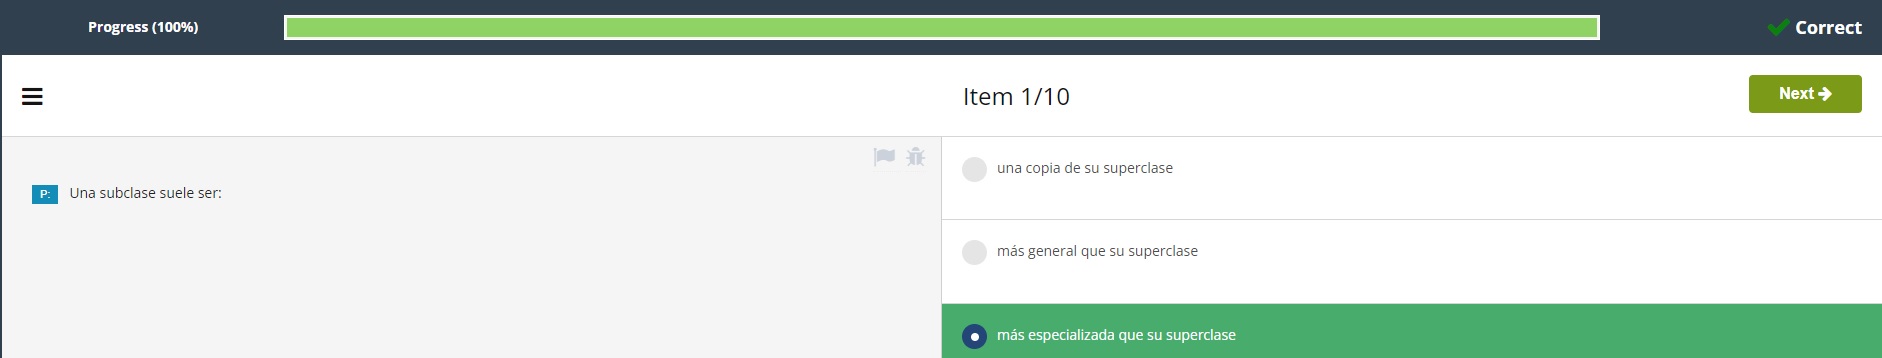 Progress (100%)
Correct
Item 1/10
Next
P: Una subclase suele ser:
una copia de su superclase
más general que su superclase
más especializada que su superclase